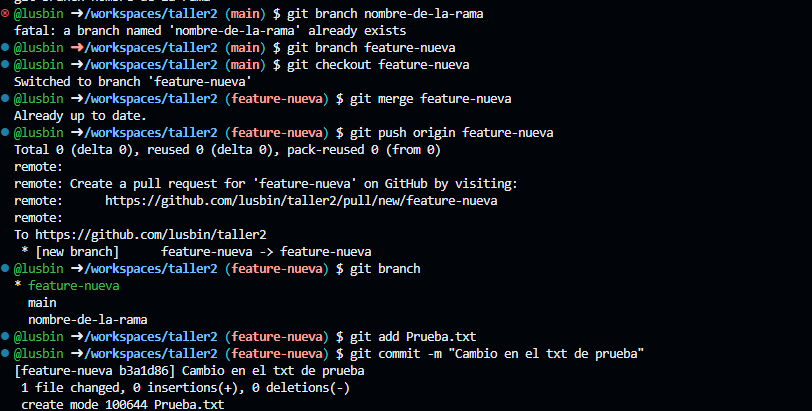 @lusbin ➜/workspaces/taller2 (main) $ git branch nombre-de-la-rama
fatal: a branch named 'nombre-de-la-rama' already exists
@lusbin ➜/workspaces/taller2 (main) $ git branch feature-nueva
@lusbin ➜/workspaces/taller2 (main) $ git checkout feature-nueva
Switched to branch 'feature-nueva'
@lusbin ➜/workspaces/taller2 (feature-nueva) $ git merge feature-nueva
Already up to date.
@lusbin ➜/workspaces/taller2 (feature-nueva) $ git push origin feature-nueva
Total 0 (delta 0), reused 0 (delta 0), pack-reused 0 (from 0)
remote:
remote: Create a pull request for 'feature-nueva' on GitHub by visiting:
remote:      https://github.com/lusbin/taller2/pull/new/feature-nueva
remote:
To https://github.com/lusbin/taller2
 * [new branch]      feature-nueva -> feature-nueva
@lusbin ➜/workspaces/taller2 (feature-nueva) $ git branch
* feature-nueva
  main
  nombre-de-la-rama
@lusbin ➜/workspaces/taller2 (feature-nueva) $ git add Prueba.txt
@lusbin ➜/workspaces/taller2 (feature-nueva) $ git commit -m "Cambio en el txt de prueba"
[feature-nueva b3a1d86] Cambio en el txt de prueba
 1 file changed, 0 insertions(+), 0 deletions(-)
 create mode 100644 Prueba.txt